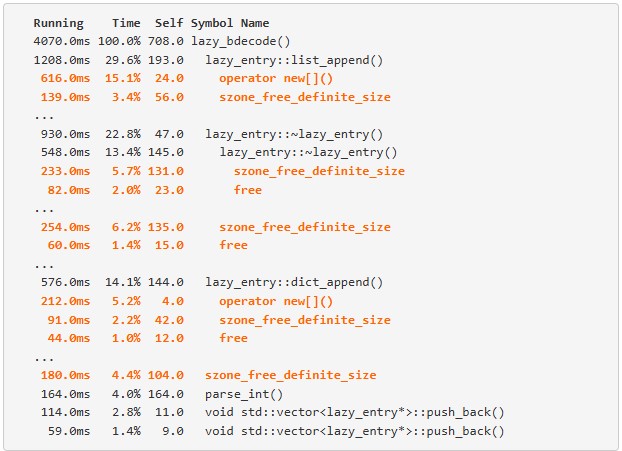 Running Time Self Symbol Name
4070.0ms 100.0% 708.0 lazy_bdecode()
1208.0ms 29.6% 193.0 lazy_entry::list_append()
616.0ms 15.1% 24.0 operator new[]()
139.0ms 3.4% 56.0 szone_free_definite_size
...
930.0ms 22.8% 47.0 lazy_entry::~lazy_entry()
548.0ms 13.4% 145.0 lazy_entry::~lazy_entry()
233.0ms 5.7% 131.0 szone_free_definite_size
82.0ms 2.0% 23.0 free
...
254.0ms 6.2% 135.0 szone_free_definite_size
60.0ms 1.4% 15.0 free
...
576.0ms 14.1% 144.0 lazy_entry::dict_append()
212.0ms 5.2% 4.0 operator new[]()
91.0ms 2.2% 42.0 szone_free_definite_size
44.0ms 1.0% 12.0 free
...
180.0ms 4.4% 104.0 szone_free_definite_size
164.0ms 4.0% 164.0 parse_int()
114.0ms 2.8% 11.0 void std::vector<lazy_entry*>::push_back()
59.0ms 1.4% 9.0 void std::vector<lazy_entry*>::push_back()